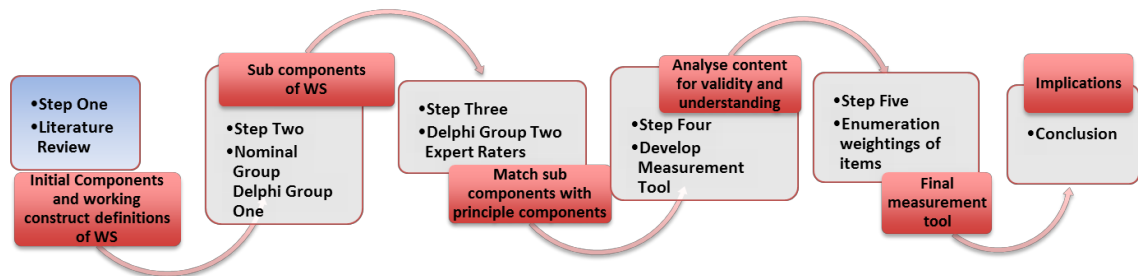 •Step One
•Literature
Review
Initial Components
and working
construct definitions
of WS
Sub components
of WS
•Step Two
•Nominal
Group
Delphi Group
One
•Step Three
•Delphi Group Two
Expert Raters
Match sub
components with
principle components
Analyse content
for validity and
understanding
•Step Four
•Develop
Measurement
Tool
•Step Five
•Enumeration
weightings of
items
Final
measurement
tool
Implications
•Conclusion